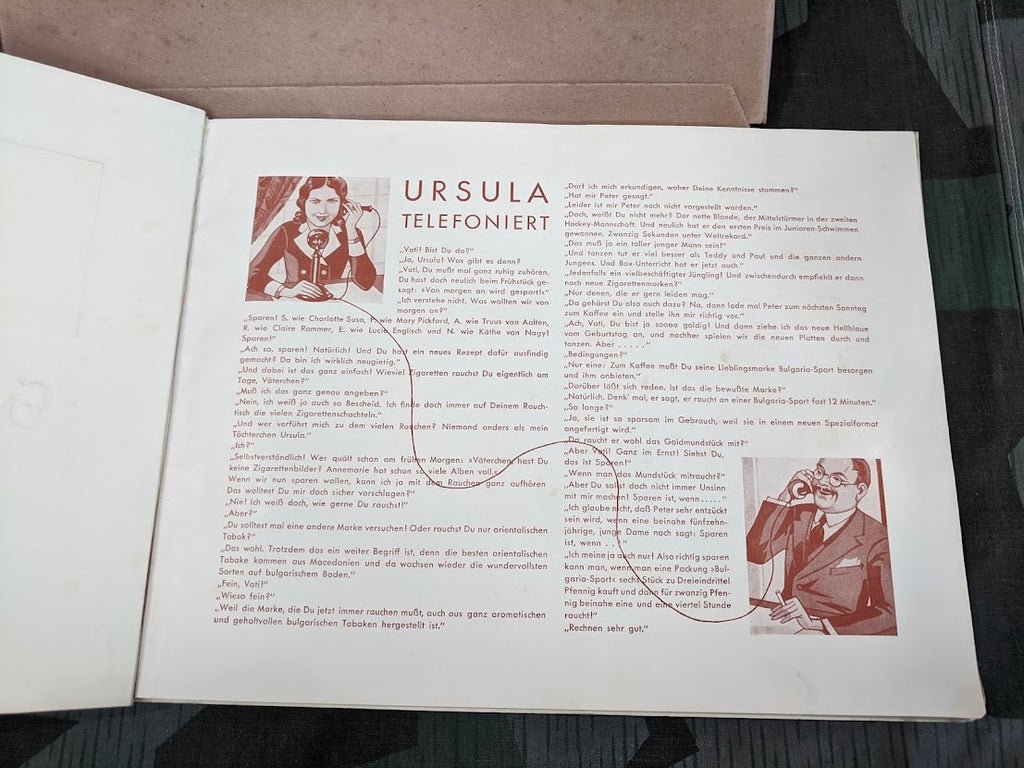 URSULA
TELEFONIERT
„Vati! Bist Du da?“
„Ja, Ursula! Was gibt es denn?
„Vati, Du mußt mal ganz ruhig zuhören.
Du hast doch neulich beim Frühstück ge-
sagt: »Von morgen an wird gespart!«“
„Ich verstehe nicht. Was wollten wir von
morgen an?“
„Sparen! S. wie Charlotte Susa, P. wie Mary Pickford, A. wie Truus van Aalten,
R. wie Claire Rommer, E. wie Lucie Englisch und N. wie Käthe von Nagy!
Sparen!“
„Ach so, sparen! Natürlich! Und Du hast ein neues Rezept dafür ausfindig
gemacht? Da bin ich wirklich neugierig.“
„Und dabei ist das ganz einfach! Wieviel Zigaretten rauchst Du eigentlich am
Tage, Väterchen?“
„Muß ich das ganz genau angeben?“
„Nein, ich weiß ja auch so Bescheid. Ich finde doch immer auf Deinem Rauch-
tisch die vielen Zigarettenschachteln.“
„Und wer verführt mich zu dem vielen Rauchen? Niemand anders als mein
Töchterchen Ursula.“
„Ich?“
„Selbstverständlich! Wer quält schon am frühen Morgen: »Väterchen, hast Du
keine Zigarettenbilder? Annemarie hat schon so viele Alben voll.«
Wenn wir nun sparen wollen, kann ich ja mit dem Rauchen ganz aufhören
Das wolltest Du mir doch sicher vorschlagen?“
„Nie! Ich weiß doch, wie gerne Du rauchst!“
„Aber?“
„Du solltest mal eine andere Marke versuchen! Oder rauchst Du nur orientalischen
Tabak?“
„Das wohl. Trotzdem das ein weiter Begriff ist, denn die besten orientalischen
Tabake kommen aus Macedonien und da wachsen wieder die wundervollsten
Sorten auf bulgarischem Boden.“
„Fein, Vati!“
„Wieso fein?“
„Weil die Marke, die Du jetzt immer rauchen mußt, auch aus ganz aromatischen
und gehaltvollen bulgarischen Tabaken hergestellt ist.“
„Darf ich mich erkundigen, woher Deine Kenntnisse stammen?“
„Hat mir Peter gesagt.“
„Leider ist mir Peter noch nicht vorgestellt worden.“
„Doch, weißt Du nicht mehr? Der nette Blonde, der Mittelstürmer in der zweiten
Hockey-Mannschaft. Und neulich hat er den ersten Preis im Junioren-Schwimmen
gewonnen. Zwanzig Sekunden unter Weltrekord.“
„Das muß ja ein toller junger Mann sein!“
„Und tanzen tut er viel besser als Teddy und Paul und die ganzen andern
Jungens. Und Box-Unterricht hat er jetzt auch.“
„Jedenfalls ein vielbeschäftigter Jüngling! Und zwischendurch empfiehlt er dann
noch neue Zigarettenmarken?“
„Nur denen, die er gern leiden mag.“
„Da gehörst Du also auch dazu? Na, dann lade mal Peter zum nächsten Sonntag
zum Kaffee ein und stelle ihn mir richtig vor.“
„Ach, Vati, Du bist ja soooo goldig! Und dann ziehe ich das neue Hellblaue
vom Geburtstag an, und nachher spielen wir die neuen Platten durch und
tanzen. Aber . . . . .“
„Bedingungen?“
„Nur eine: Zum Kaffee mußt Du seine Lieblingsmarke Bulgaria-Sport besorgen
und ihm anbieten.“
„Darüber läßt sich reden. Ist das die bewußte Marke?“
„Natürlich. Denk' mal, er sagt, er raucht an einer Bulgaria-Sport fast 12 Minuten.“
„So lange?“
„Ja, sie ist so sparsam im Gebrauch, weil sie in einem neuen Spezialformat
angefertigt wird.“
„Da raucht er wohl das Goldmundstück mit?“
„Aber Vati! Ganz im Ernst! Siehst Du,
das ist Sparen!“
„Wenn man das Mundstück mitraucht?“
„Aber Du sollst doch nicht immer Unsinn
mit mir machen! Sparen ist, wenn . . . . .“
„Ich glaube nicht, daß Peter sehr entzückt
sein wird, wenn eine beinahe fünfzehn-
jährige, junge Dame noch sagt: Sparen
ist, wenn . . !“
„Ich meine ja auch nur! Also richtig sparen
kann man, wenn man eine Packung »Bul-
garia-Sport« sechs Stück zu Dreieindrittel
Pfennig kauft und dann für zwanzig Pfen-
nig beinahe eine und eine viertel Stunde
raucht!“
„Rechnen sehr gut.“